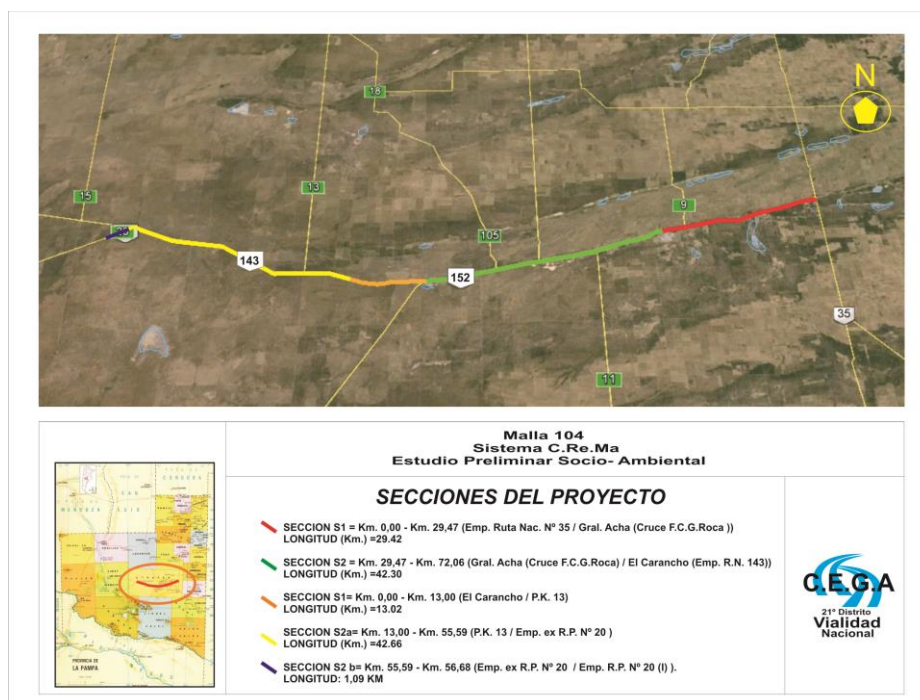 18
N
15
13
9
105
143
152
35
11
Malla 104
Sistema C.Re.Ma
Estudio Preliminar Socio- Ambiental
SECCIONES DEL PROYECTO
SECCION S1 = Km. 0,00 - Km. 29,47 (Emp. Ruta Nac. Nº 35 / Gral. Acha (Cruce F.C.G.Roca ))
LONGITUD (Km.) =29.42
SECCION S2 = Km. 29,47 - Km. 72,06 (Gral. Acha (Cruce F.C.G.Roca) / El Carancho (Emp. R.N. 143))
LONGITUD (Km.) =42.30
SECCION S1= Km. 0,00 - Km. 13,00 (El Carancho / P.K. 13)
LONGITUD (Km.) =13.02
SECCION S2a= Km. 13,00 - Km. 55,59 (P.K. 13 / Emp. ex R.P. Nº 20 )
LONGITUD (Km.) =42.66
SECCION S2 b= Km. 55,59 - Km. 56,68 (Emp. ex R.P. Nº 20 / Emp. R.P. Nº 20 (I) ).
LONGITUD: 1,09 KM
C.E.G.A
21º Distrito
Vialidad
Nacional
PROVINCIA DE
LA PAMPA